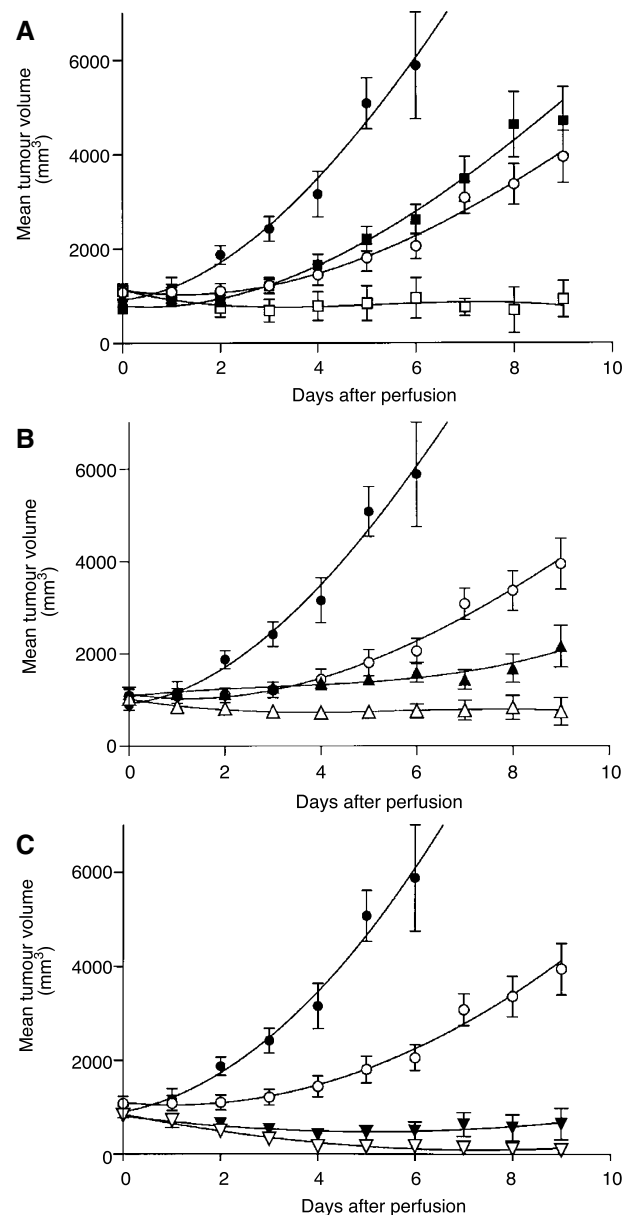 A
6000
4000
2000
0
Mean tumour volume
(mm3)
0 2 4 6 8 10
Days after perfusion
B
6000
4000
2000
0
Mean tumour volume
(mm3)
0 2 4 6 8 10
Days after perfusion
C
6000
4000
2000
0
Mean tumour volume
(mm3)
0 2 4 6 8 10
Days after perfusion